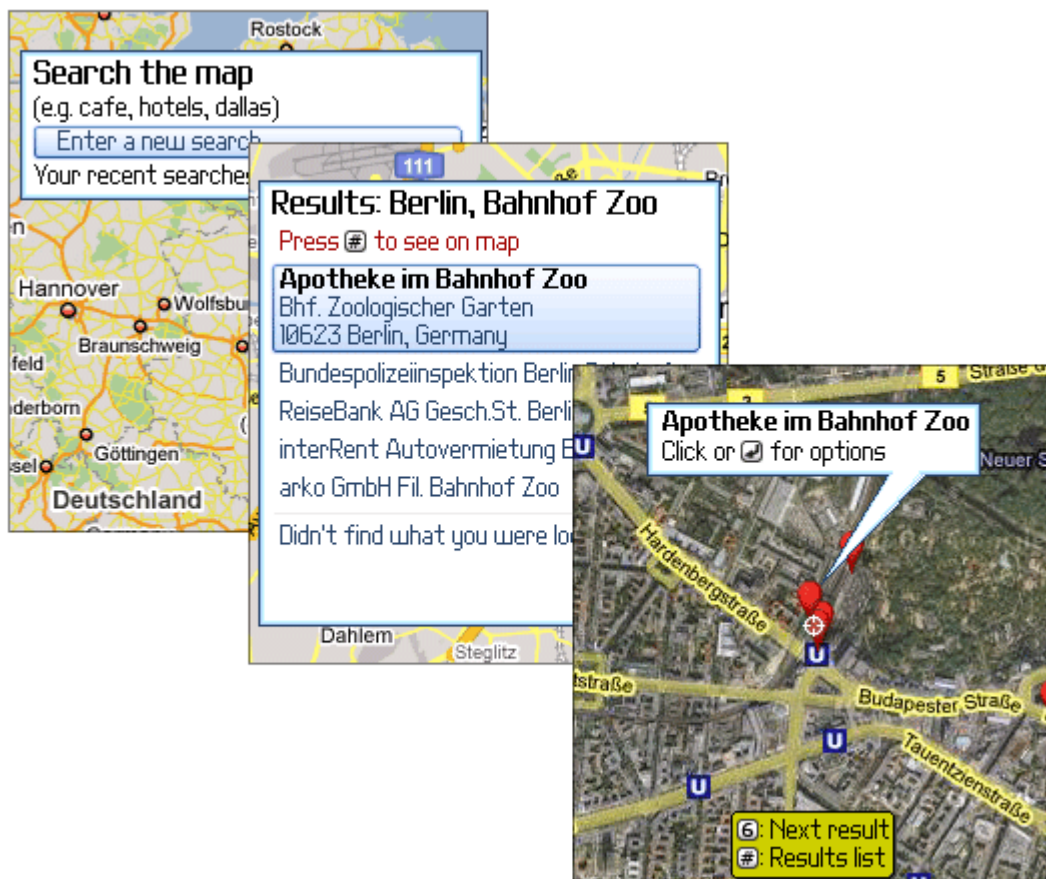 Rostock
Search the map
(e.g. cafe, hotels, dallas)
Enter a new search
Your recent searches
Hannover
Wolfsbu
Braunschweig
feld
derborn
Göttingen
sel
Deutschland
111
Results: Berlin, Bahnhof Zoo
Press # to see on map
Apotheke im Bahnhof Zoo
Bhf. Zoologischer Garten
10623 Berlin, Germany
Bundespolizeiinspektion Berlin
ReiseBank AG Gesch.St. Berli
interRent Autovermietung B
arko GmbH Fil. Bahnhof Zoo
Didn't find what you were loo
Dahlem
Steglitz
5
Straße
Apotheke im Bahnhof Zoo
Click or ↵ for options
U
Neuer S
Hardenbergstraße
U
tstraße
Budapester Straße
U
Tauentzienstraße
U
6: Next result
#: Results list
U